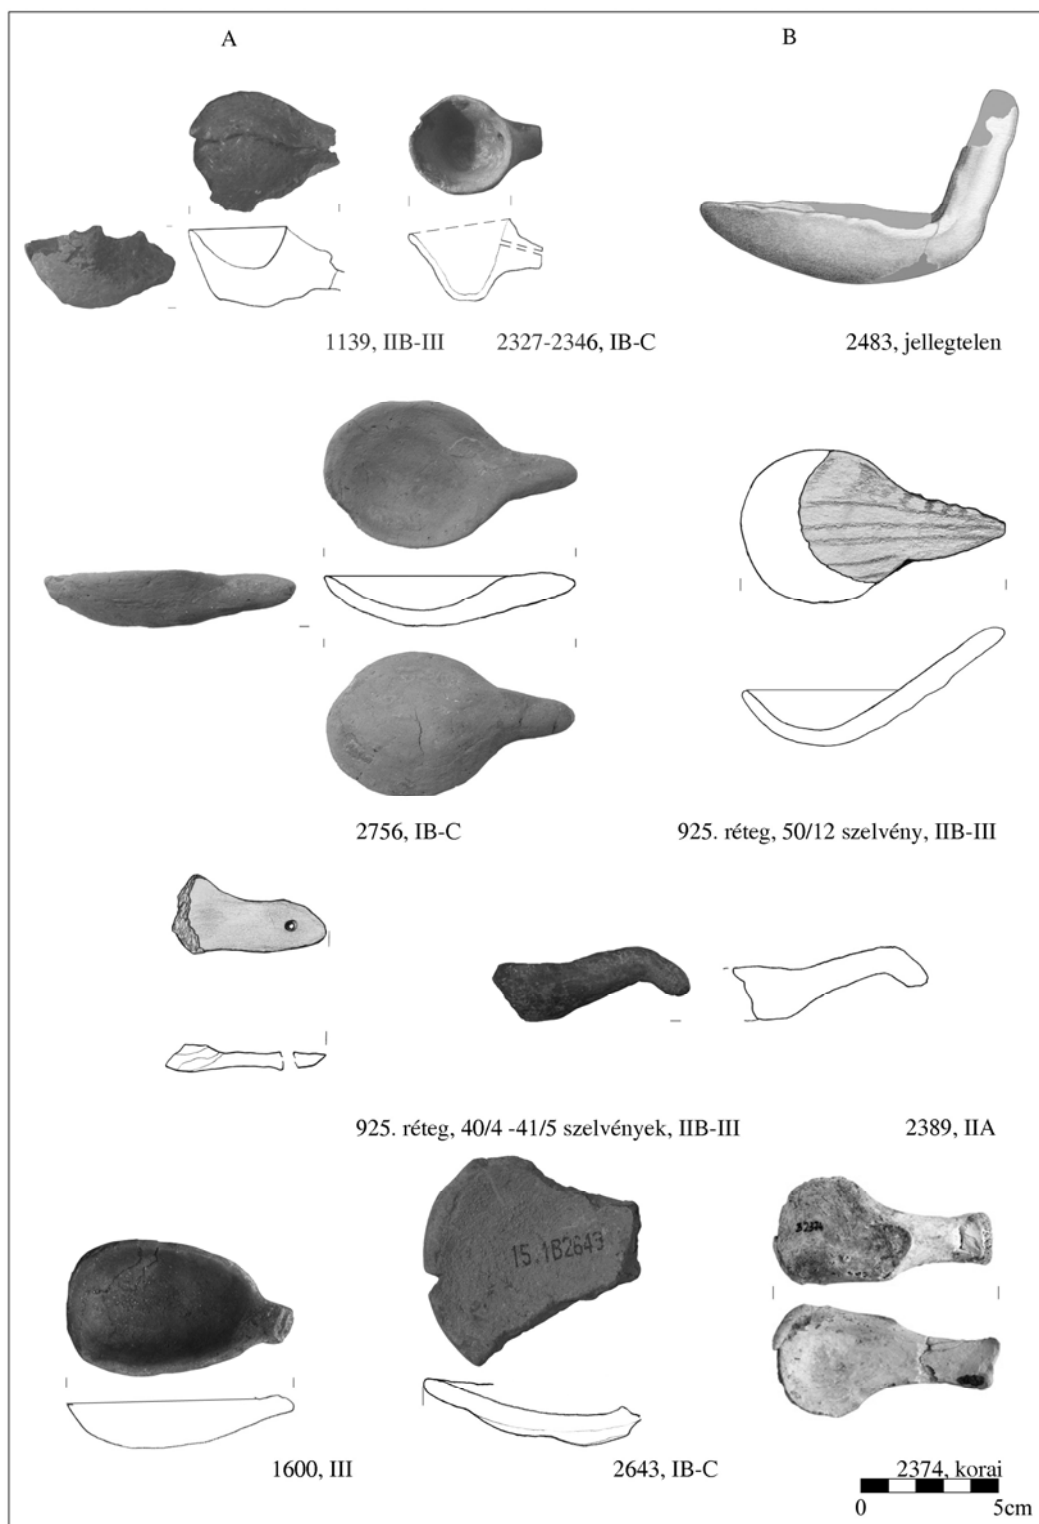 A
B
1139, IIB-III
2327-2346, IB-C
2483, jellegtelen
2756, IB-C
925. réteg, 50/12 szelvény, IIB-III
925. réteg, 40/4 -41/5 szelvények, IIB-III
2389, IIA
15.1B2643
B2374
1600, III
2643, IB-C
2374, korai
0
5cm